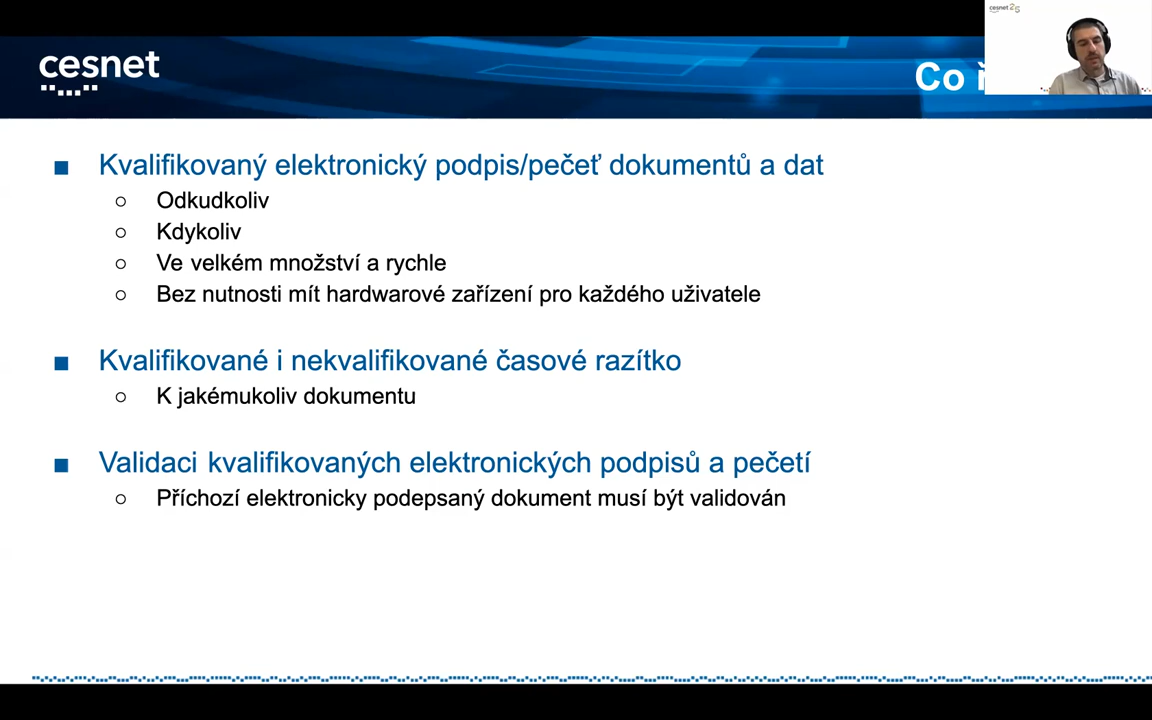 cesnet
cesnet 25
Co
Kvalifikovaný elektronický podpis/pečeť dokumentů a dat
Odkudkoliv
Kdykoliv
Ve velkém množství a rychle
Bez nutnosti mít hardwarové zařízení pro každého uživatele
Kvalifikované i nekvalifikované časové razítko
K jakémukoliv dokumentu
Validaci kvalifikovaných elektronických podpisů a pečetí
Příchozí elektronicky podepsaný dokument musí být validován